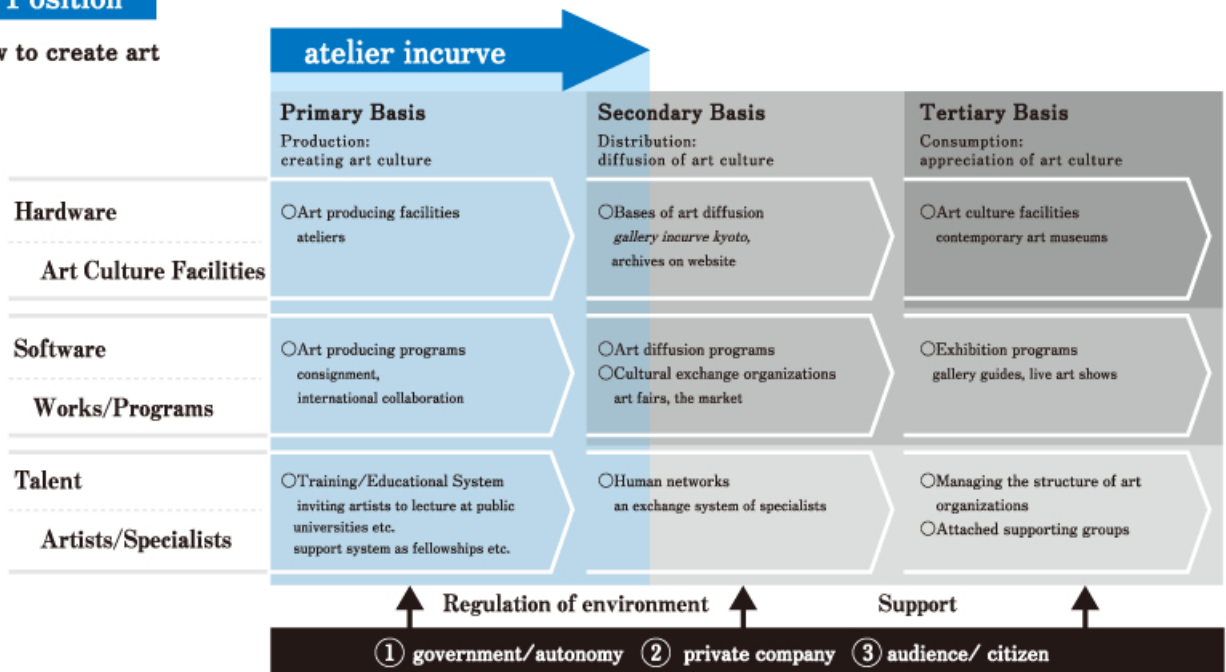 Position
to create art
atelier incurve
Primary Basis
Production:
creating art culture
Secondary Basis
Distribution:
diffusion of art culture
Tertiary Basis
Consumption:
appreciation of art culture
Hardware
Art Culture Facilities
○Art producing facilities
ateliers
○Bases of art diffusion
gallery incurve kyoto,
archives on website
○Art culture facilities
contemporary art museums
Software
Works/Programs
○Art producing programs
consignment,
international collaboration
○Art diffusion programs
○Cultural exchange organizations
art fairs, the market
○Exhibition programs
gallery guides, live art shows
Talent
Artists/Specialists
○Training/Educational System
inviting artists to lecture at public
universities etc.
support system as fellowships etc.
○Human networks
an exchange system of specialists
○Managing the structure of art
organizations
○Attached supporting groups
Regulation of environment
Support
① government/autonomy ② private company ③ audience/ citizen